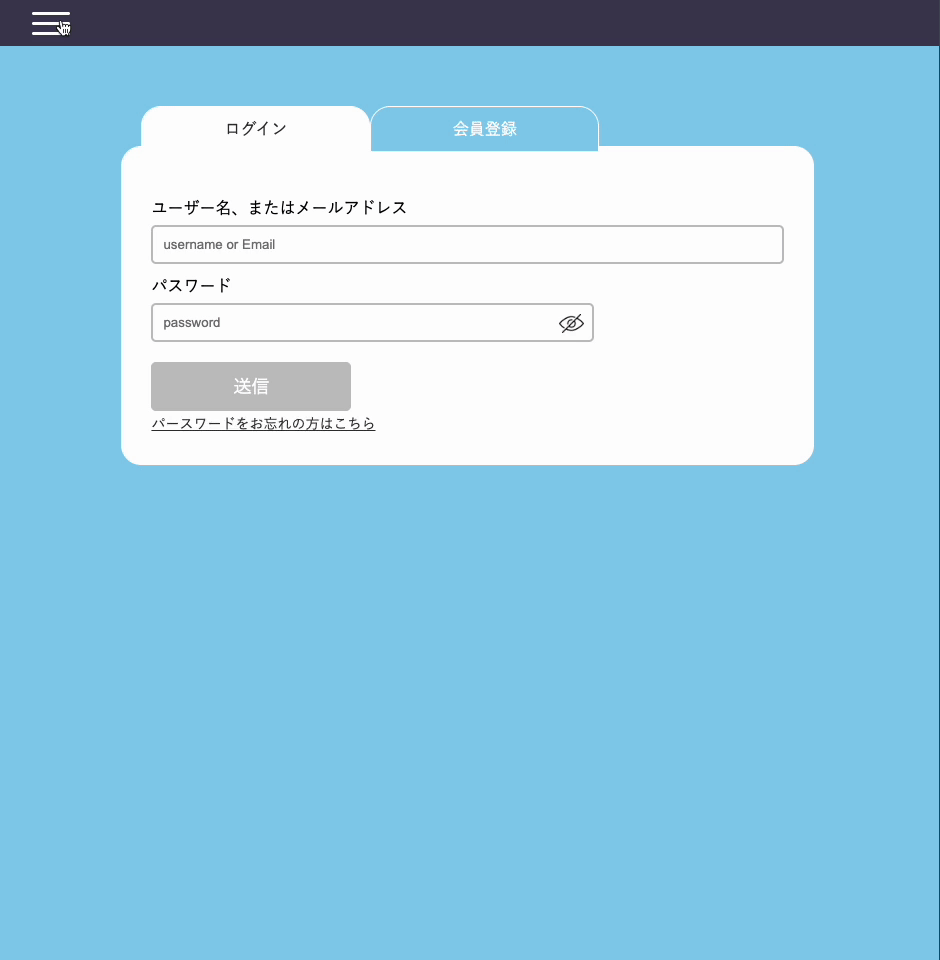 ログイン
会員登録
ユーザー名、またはメールアドレス
username or Email
パスワード
password
送信
パースワードをお忘れの方はこちら